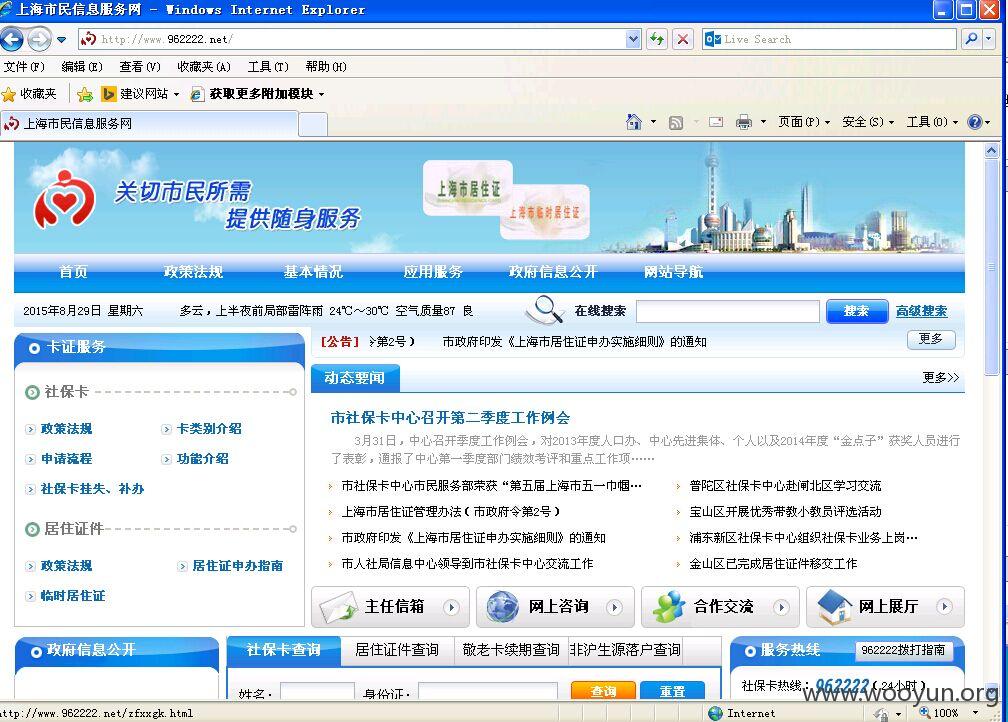 上海市民信息服务网 - Windows Internet Explorer
http://www.962222.net/
Live Search
文件(F) 编辑(E) 查看(V) 收藏夹(A) 工具(T) 帮助(H)
收藏夹 建议网站 获取更多附加模块
上海市民信息服务网 页面(P) 安全(S) 工具(O)
关切市民所需
提供随身服务
上海市居住证
上海市临时居住证
首页 政策法规 基本情况 应用服务 政府信息公开 网站导航
2015年8月29日 星期六 多云，上半夜前局部雷阵雨 24℃～30℃ 空气质量87 良 在线搜索 搜索 高级搜索
卡证服务
[公告] 令第2号） 市政府印发《上海市居住证申办实施细则》的通知 更多
动态要闻 更多>>
社保卡
政策法规 卡类别介绍
申请流程 功能介绍
社保卡挂失、补办
居住证件
政策法规 居住证申办指南
临时居住证
市社保卡中心召开第二季度工作例会
3月31日，中心召开季度工作例会，对2013年度人口办、中心先进集体、个人以及2014年度“金点子”获奖人员进行
了表彰，通报了中心第一季度部门绩效考评和重点工作项……
市社保卡中心市民服务部荣获“第五届上海市五一巾帼… 普陀区社保卡中心赴闸北区学习交流
上海市居住证管理办法（市政府令第2号） 宝山区开展优秀带教小教员评选活动
市政府印发《上海市居住证申办实施细则》的通知 浦东新区社保卡中心组织社保卡业务上岗…
市人社局信息中心领导到市社保卡中心交流工作 金山区已完成居住证件移交工作
主任信箱 网上咨询 合作交流 网上展厅
政府信息公开
社保卡查询 居住证件查询 敬老卡续期查询 非沪生源落户查询
服务热线 962222拨打指南
姓名： 身份证： 查询 重置
社保卡热线：962222（24小时）
www.wooyun.org
http://www.962222.net/zfxxgk.html Internet 100%